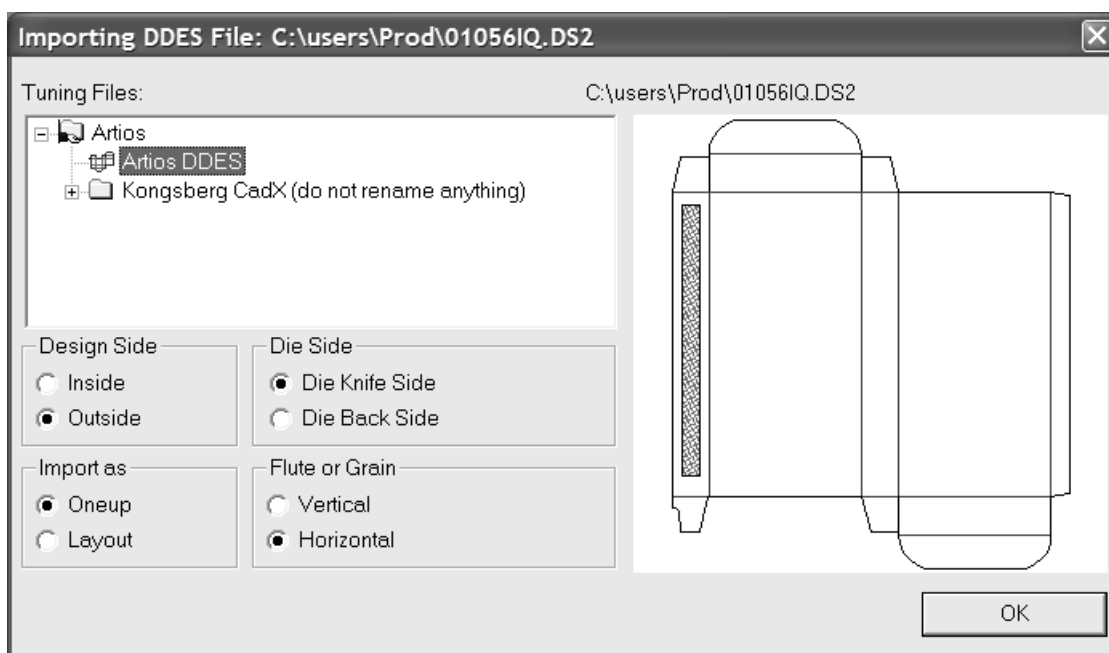 Importing DDES File: C:\users\Prod\01056IQ.DS2
Tuning Files:
C:\users\Prod\01056IQ.DS2
Artios
Artios DDES
Kongsberg CadX (do not rename anything)
Design Side
Inside
Outside
Die Side
Die Knife Side
Die Back Side
Import as
Oneup
Layout
Flute or Grain
Vertical
Horizontal
OK